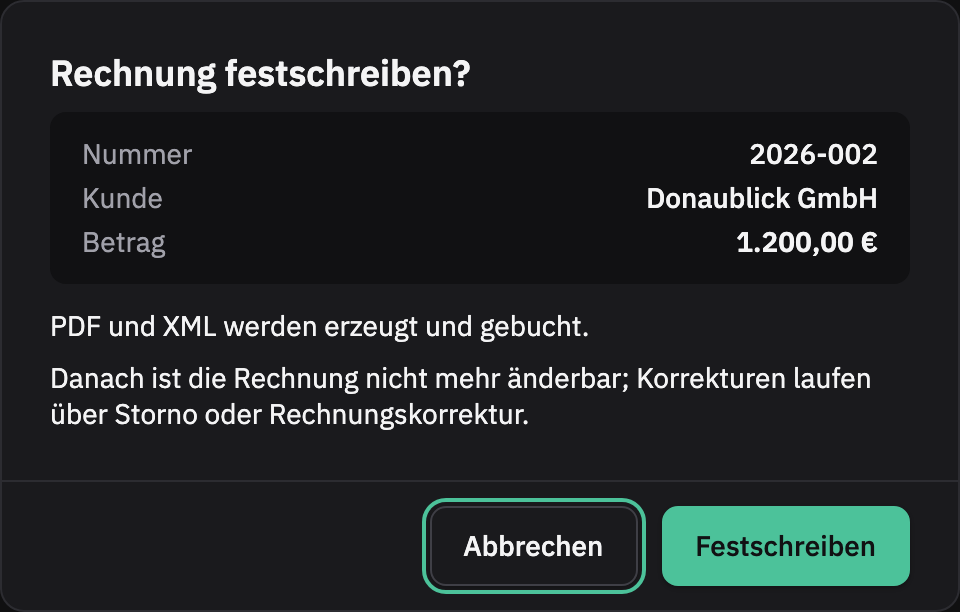 Rechnung festschreiben?
Nummer 2026-002
Kunde Donaublick GmbH
Betrag 1.200,00 €
PDF und XML werden erzeugt und gebucht.
Danach ist die Rechnung nicht mehr änderbar; Korrekturen laufen
über Storno oder Rechnungskorrektur.
Abbrechen Festschreiben